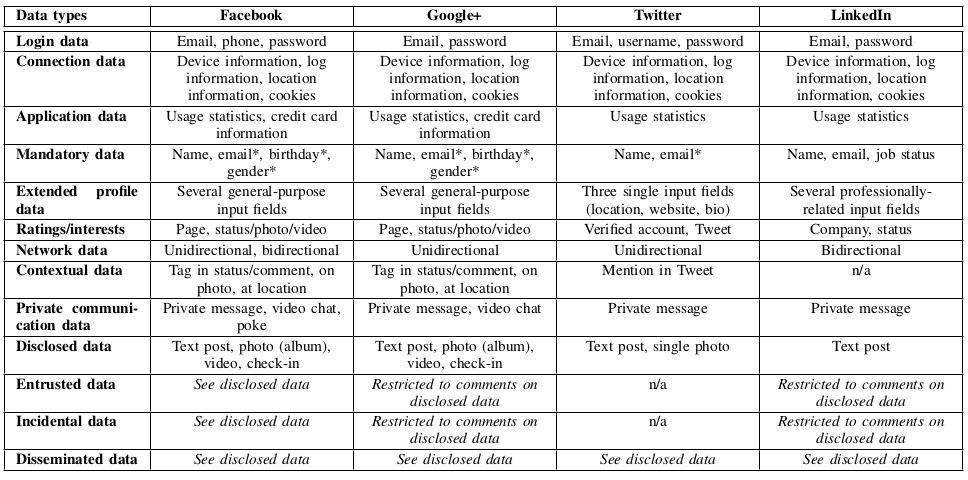 Data types Facebook Google+ Twitter LinkedIn
Login data Email, phone, password Email, password Email, username, password Email, password
Connection data Device information, log Device information, log Device information, log Device information, log
information, location information, location information, location information, location
information, cookies information, cookies information, cookies information, cookies
Application data Usage statistics, credit card Usage statistics, credit card Usage statistics Usage statistics
information information
Mandatory data Name, email*, birthday*, Name, email*, birthday*, Name, email* Name, email, job status
gender* gender*
Extended profile Several general-purpose Several general-purpose Three single input fields Several professionally-
data input fields input fields (location, website, bio) related input fields
Ratings/interests Page, status/photo/video Page, status/photo/video Verified account, Tweet Company, status
Network data Unidirectional, bidirectional Unidirectional Unidirectional Bidirectional
Contextual data Tag in status/comment, on Tag in status/comment, on Mention in Tweet n/a
photo, at location photo, at location
Private communi- Private message, video chat, Private message, video chat Private message Private message
cation data poke
Disclosed data Text post, photo (album), Text post, photo (album), Text post, single photo Text post
video, check-in video, check-in
Entrusted data See disclosed data Restricted to comments on n/a Restricted to comments on
disclosed data disclosed data
Incidental data See disclosed data Restricted to comments on n/a Restricted to comments on
disclosed data disclosed data
Disseminated data See disclosed data See disclosed data See disclosed data See disclosed data